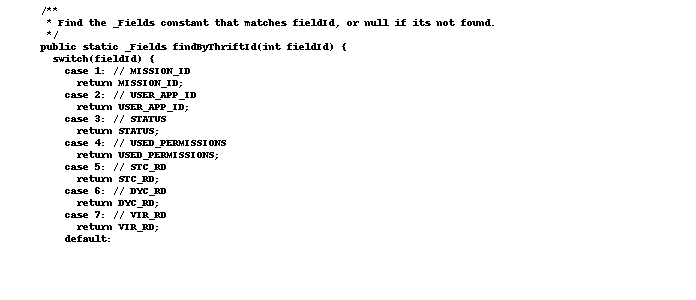 /**
 * Find the _Fields constant that matches fieldId, or null if its not found.
 */
public static _Fields findByThriftId(int fieldId) {
  switch(fieldId) {
    case 1: // MISSION_ID
      return MISSION_ID;
    case 2: // USER_APP_ID
      return USER_APP_ID;
    case 3: // STATUS
      return STATUS;
    case 4: // USED_PERMISSIONS
      return USED_PERMISSIONS;
    case 5: // STC_RD
      return STC_RD;
    case 6: // DYC_RD
      return DYC_RD;
    case 7: // VIR_RD
      return VIR_RD;
    default: